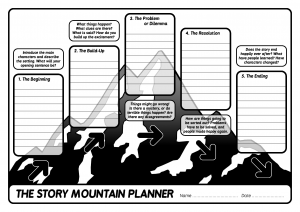 What things happen?
What clues are there? What
is said? How do you
build up the excitement?
3. The Problem
or Dilemma
4. The Resolution
Introduce the main
characters and describe
the setting. What will your
opening sentence be?
2. The Build-Up
Does the story end
happily ever after? What
have people learned? Have
characters changed?
1. The Beginning
5. The Ending
Things might go wrong!
Is there a mystery, or do
terrible things happen? Are
there any disagreements?
How are things going to
be sorted out? Problems
have to be solved, and
people made happy again.
THE STORY MOUNTAIN PLANNER
Name
Date